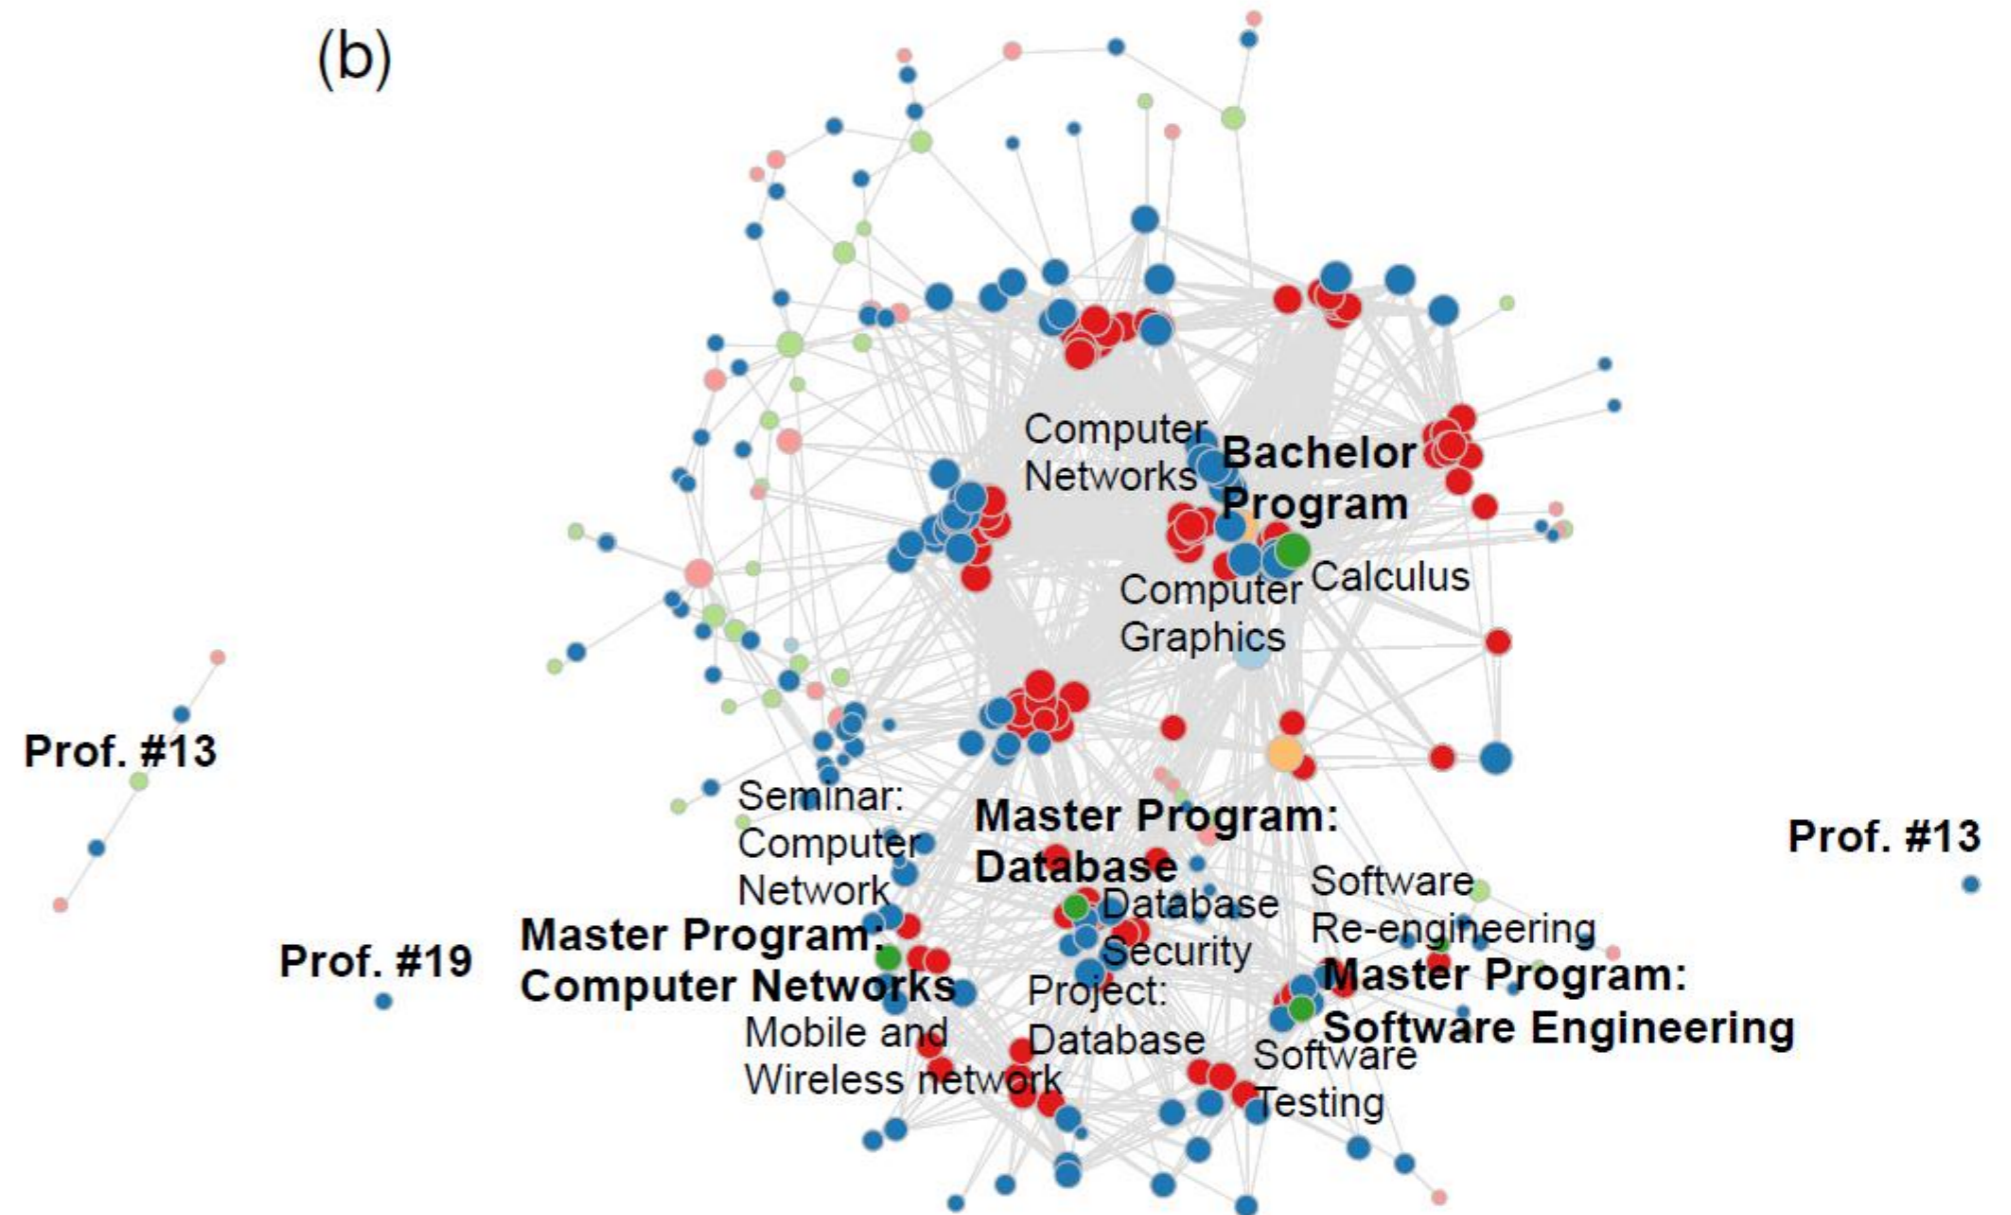 (b)
Computer
Networks
Bachelor
Program
Calculus
Computer
Graphics
Prof. #13
Seminar:
Computer
Network
Master Program:
Database
Prof. #13
Database
Security
Software
Re-engineering
Master Program:
Computer Networks
Prof. #19
Project:
Database
Master Program:
Software Engineering
Mobile and
Wireless network
Software
Testing